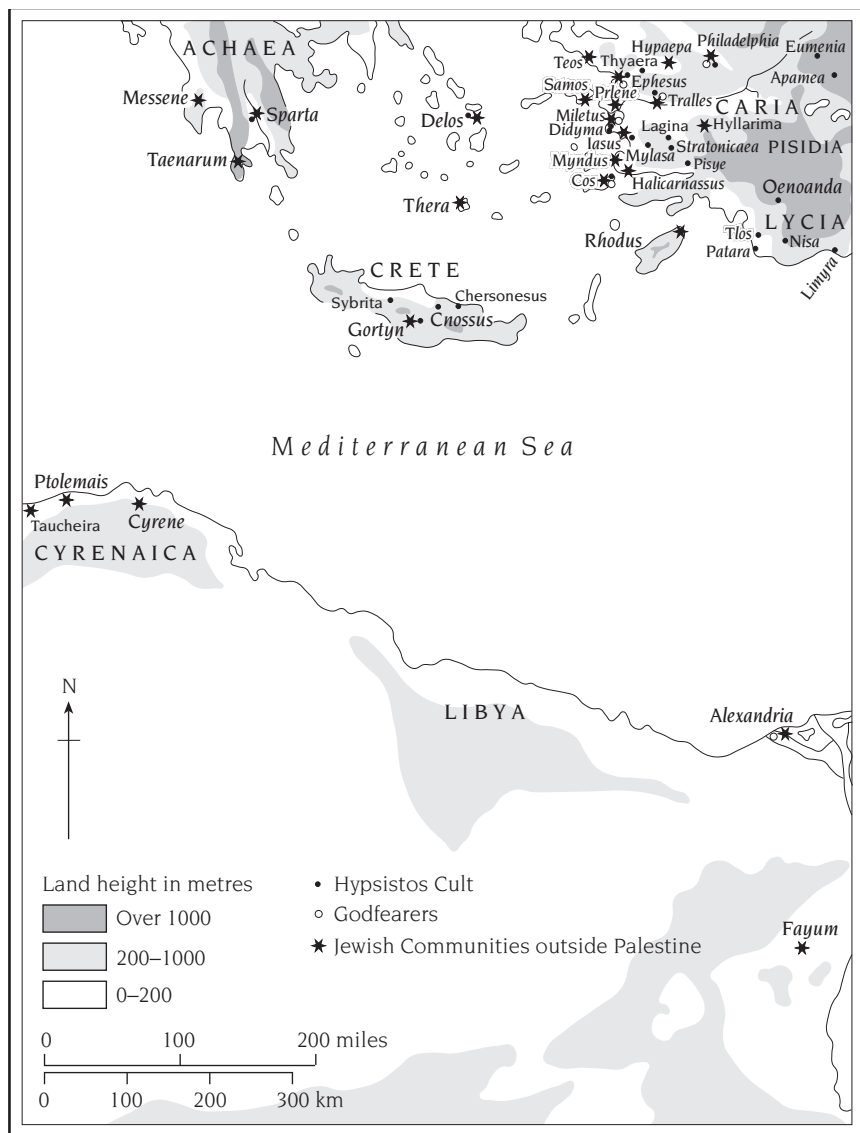 ACHAEA
Messene
Sparta
Taenarum
Delos
Thera
CRETE
Sybrita
Chersonesus
Gortyn
Cnossus
Teos
Thyaera
Hypaepa
Philadelphia
Eumenia
Apamea
Samos
Priene
Ephesus
Tralles
CARIA
Miletus
Didyma
Lagina
Hyllarima
Iasus
Stratonicaea
PISIDIA
Myndus
Mylasa
Pisye
Cos
Halicarnassus
Oenoanda
LYCIA
Rhodus
Tlos
Nisa
Patara
Limyra
Mediterranean Sea
Ptolemais
Taucheira
Cyrene
CYRENAICA
N
LIBYA
Alexandria
Fayum
Land height in metres
Over 1000
200–1000
0–200
Hypsistos Cult
Godfearers
Jewish Communities outside Palestine
0 100 200 miles
0 100 200 300 km